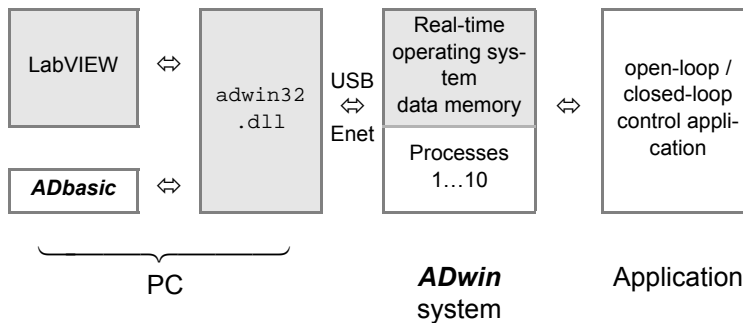 LabVIEW
⇔
adwin32
.dll
USB
⇔
Enet
Real-time
operating sys-
tem
data memory
Processes
1…10
⇔
open-loop /
closed-loop
control appli-
cation
ADbasic
⇔
PC
ADwin
system
Application